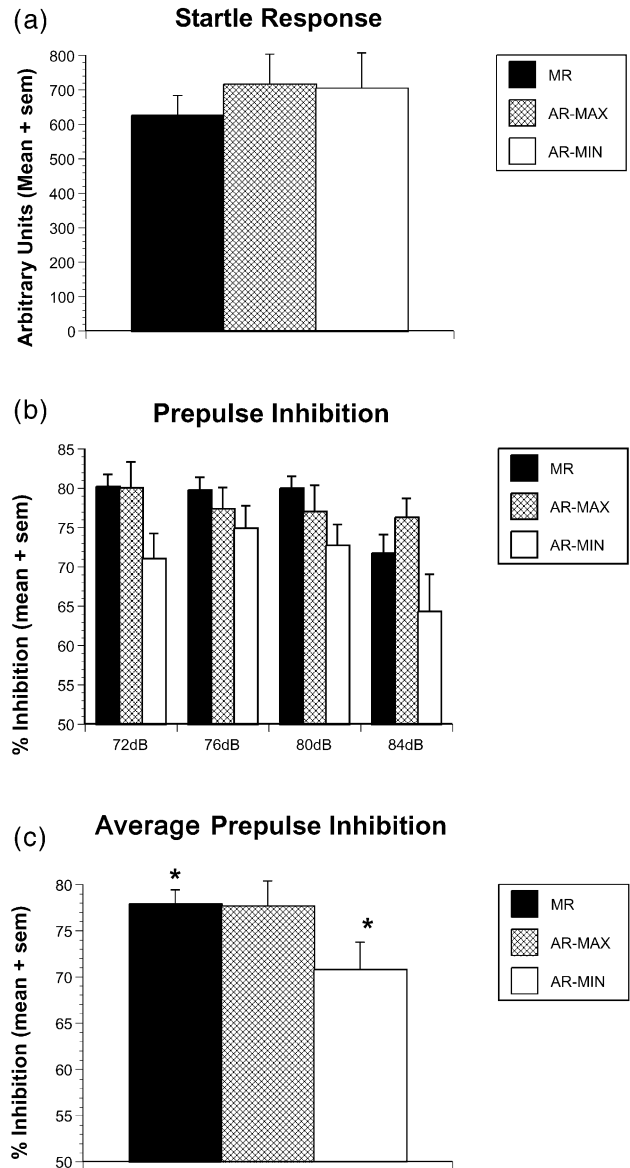 (a)
Startle Response
Arbitrary Units (Mean + sem)
800
700
600
500
400
300
200
100
0
MR
AR-MAX
AR-MIN
(b)
Prepulse Inhibition
% Inhibition (mean + sem)
85
80
75
70
65
60
55
50
72dB 76dB 80dB 84dB
MR
AR-MAX
AR-MIN
(c)
Average Prepulse Inhibition
% Inhibition (mean + sem)
80
75
70
65
60
55
50
* *
MR
AR-MAX
AR-MIN